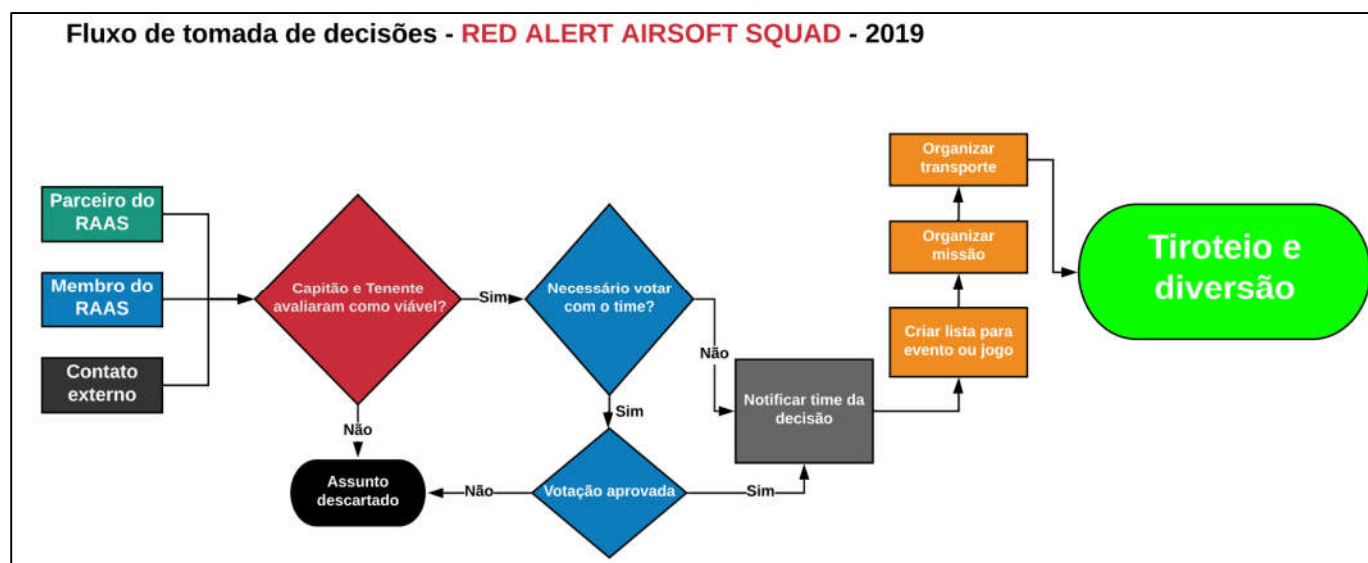 Fluxo de tomada de decisões - RED ALERT AIRSOFT SQUAD - 2019
Parceiro do
RAAS
Membro do
RAAS
Contato
externo
Capitão e Tenente
avaliaram como viável?
Sim
Não
Assunto
descartado
Necessário votar
com o time?
Não
Sim
Votação aprovada
Não
Sim
Notificar time da
decisão
Criar lista para
evento ou jogo
Organizar
missão
Organizar
transporte
Tiroteio e
diversão